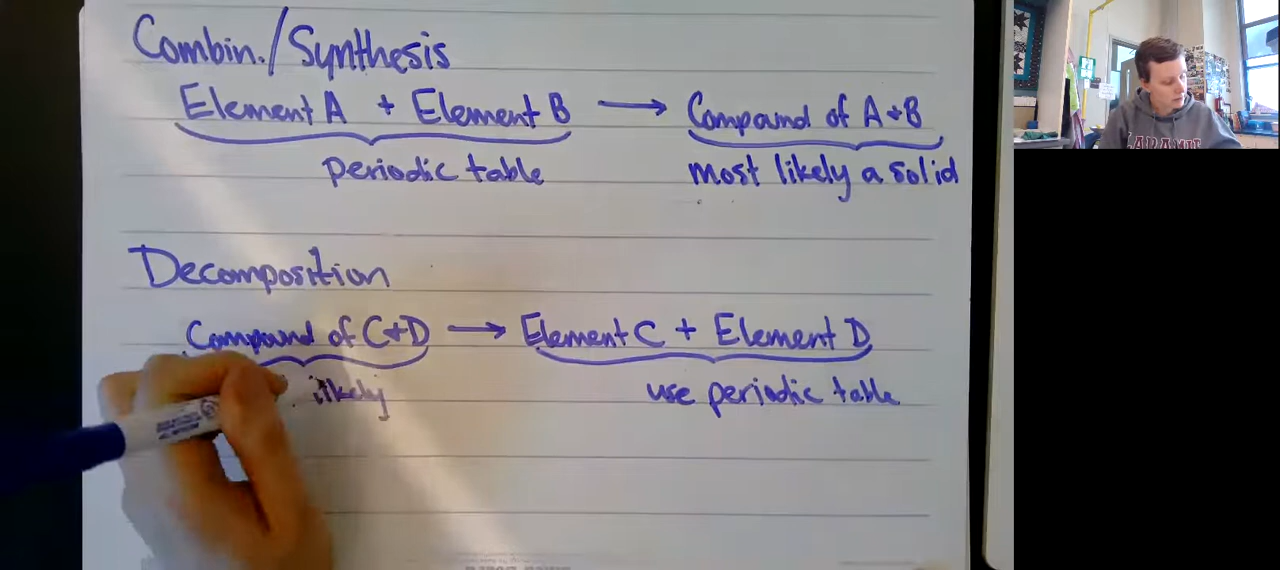 Combin./Synthesis
Element A + Element B → Compound of A+B
periodic table most likely a solid
Decomposition
Compound of C+D → Element C + Element D
likely use periodic table